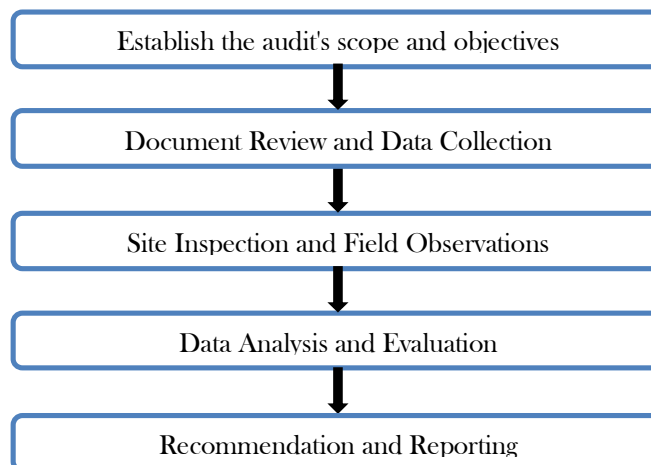 Establish the audit's scope and objectives
Document Review and Data Collection
Site Inspection and Field Observations
Data Analysis and Evaluation
Recommendation and Reporting